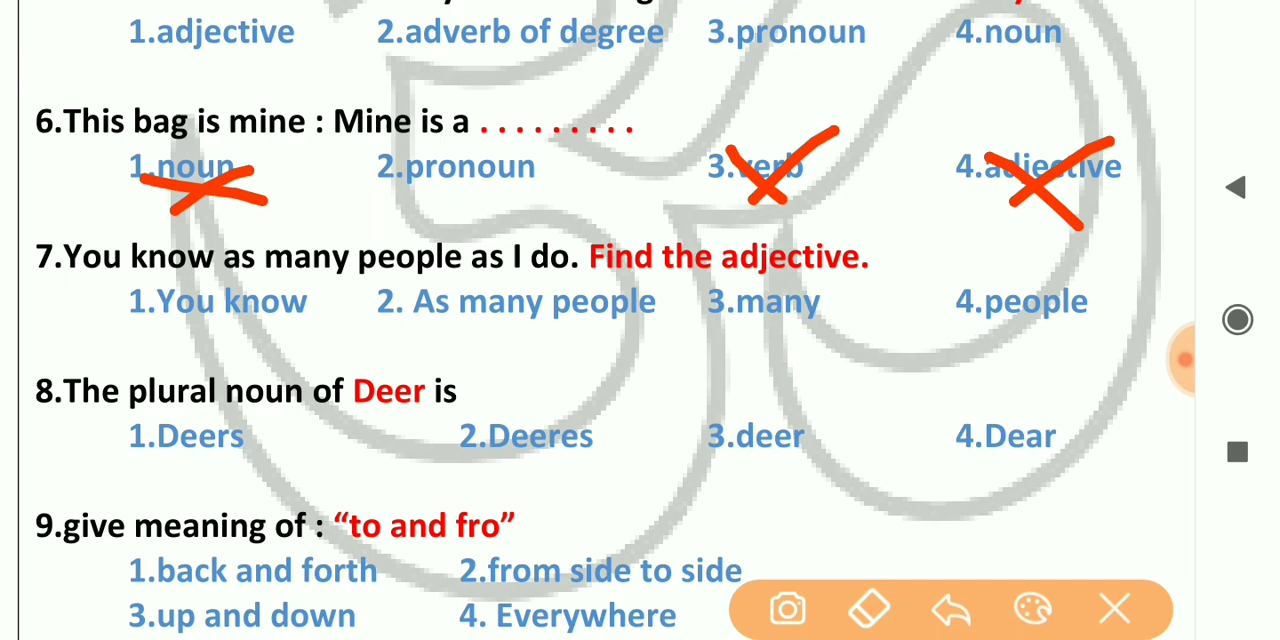 1.adjective 2.adverb of degree 3.pronoun 4.noun
6.This bag is mine : Mine is a . . . . . . . . .
1.noun 2.pronoun 3.verb 4.adjective
7.You know as many people as I do. Find the adjective.
1.You know 2. As many people 3.many 4.people
8.The plural noun of Deer is
1.Deers 2.Deeres 3.deer 4.Dear
9.give meaning of : “to and fro”
1.back and forth 2.from side to side
3.up and down 4. Everywhere